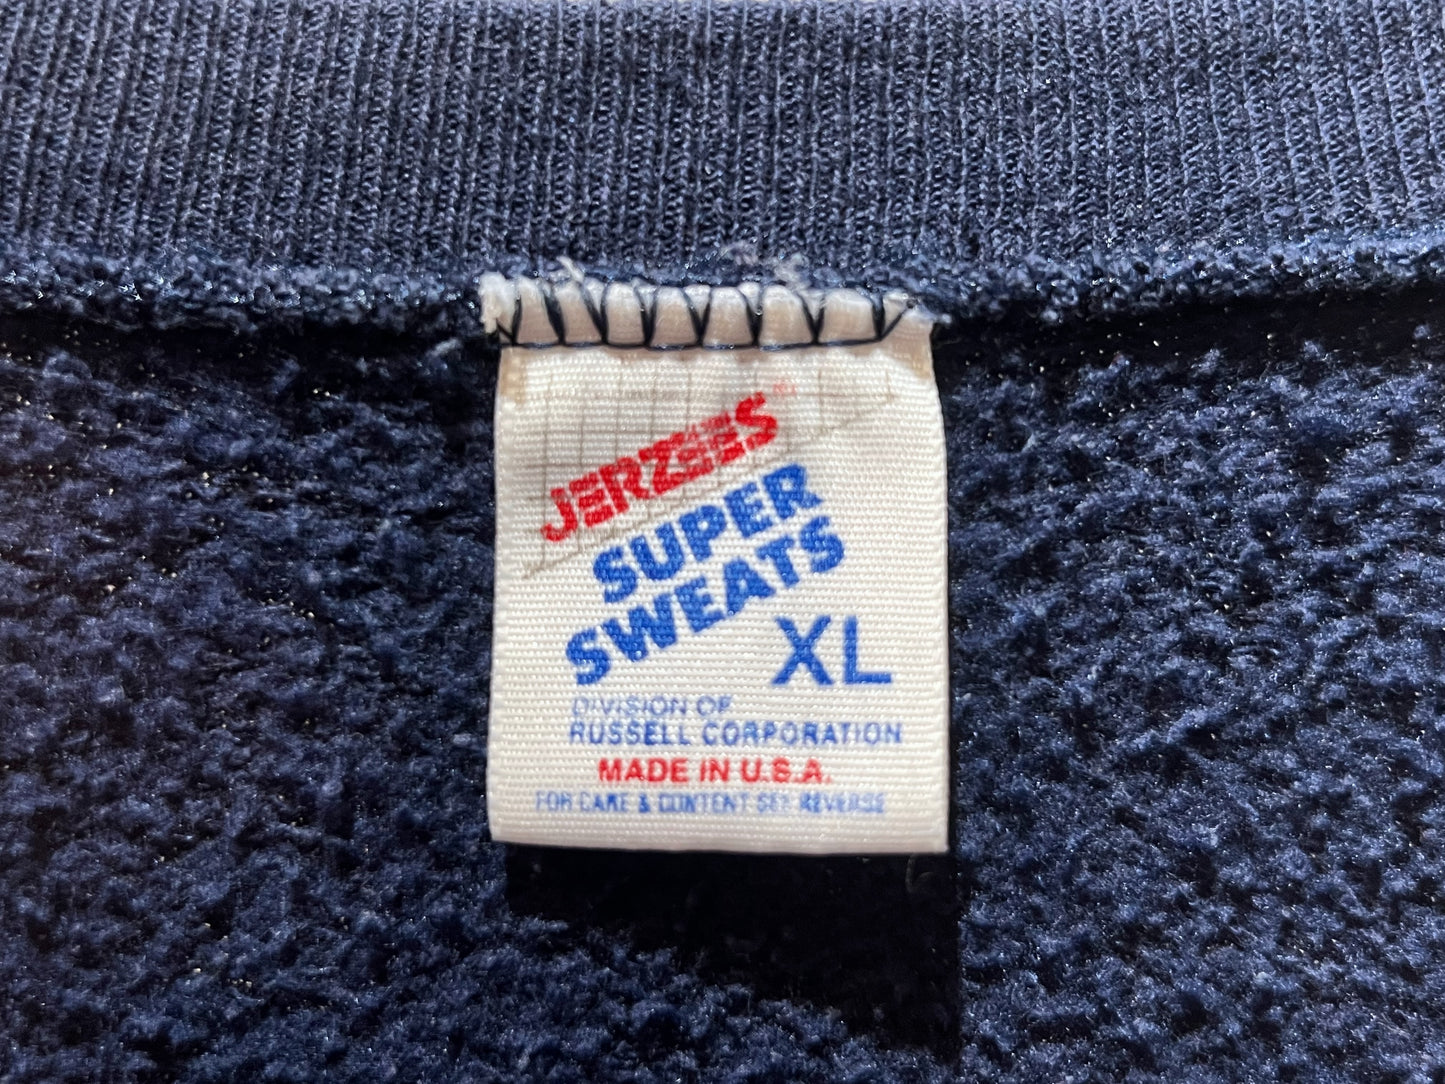 JERZEES
SUPER
SWEATS
XL
DIVISION OF
RUSSELL CORPORATION
MADE IN U.S.A.
FOR CARE & CONTENT SEE REVERSE